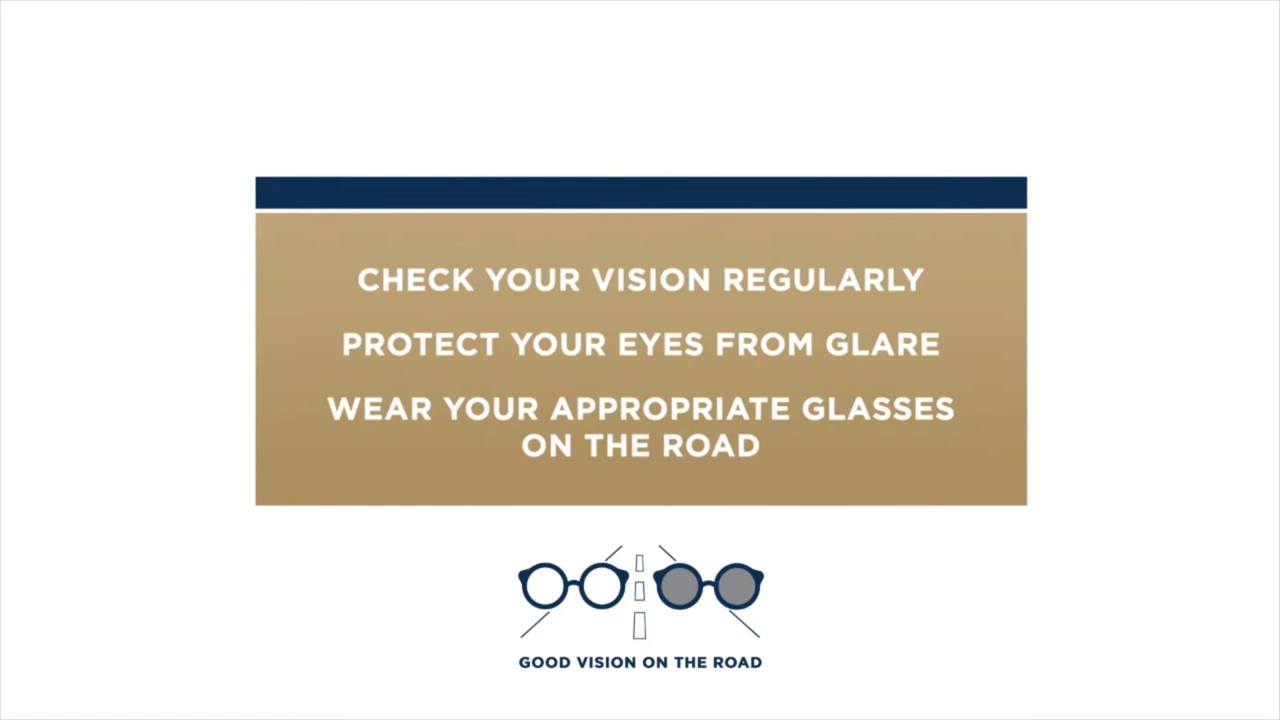 CHECK YOUR VISION REGULARLY
PROTECT YOUR EYES FROM GLARE
WEAR YOUR APPROPRIATE GLASSES
ON THE ROAD
GOOD VISION ON THE ROAD